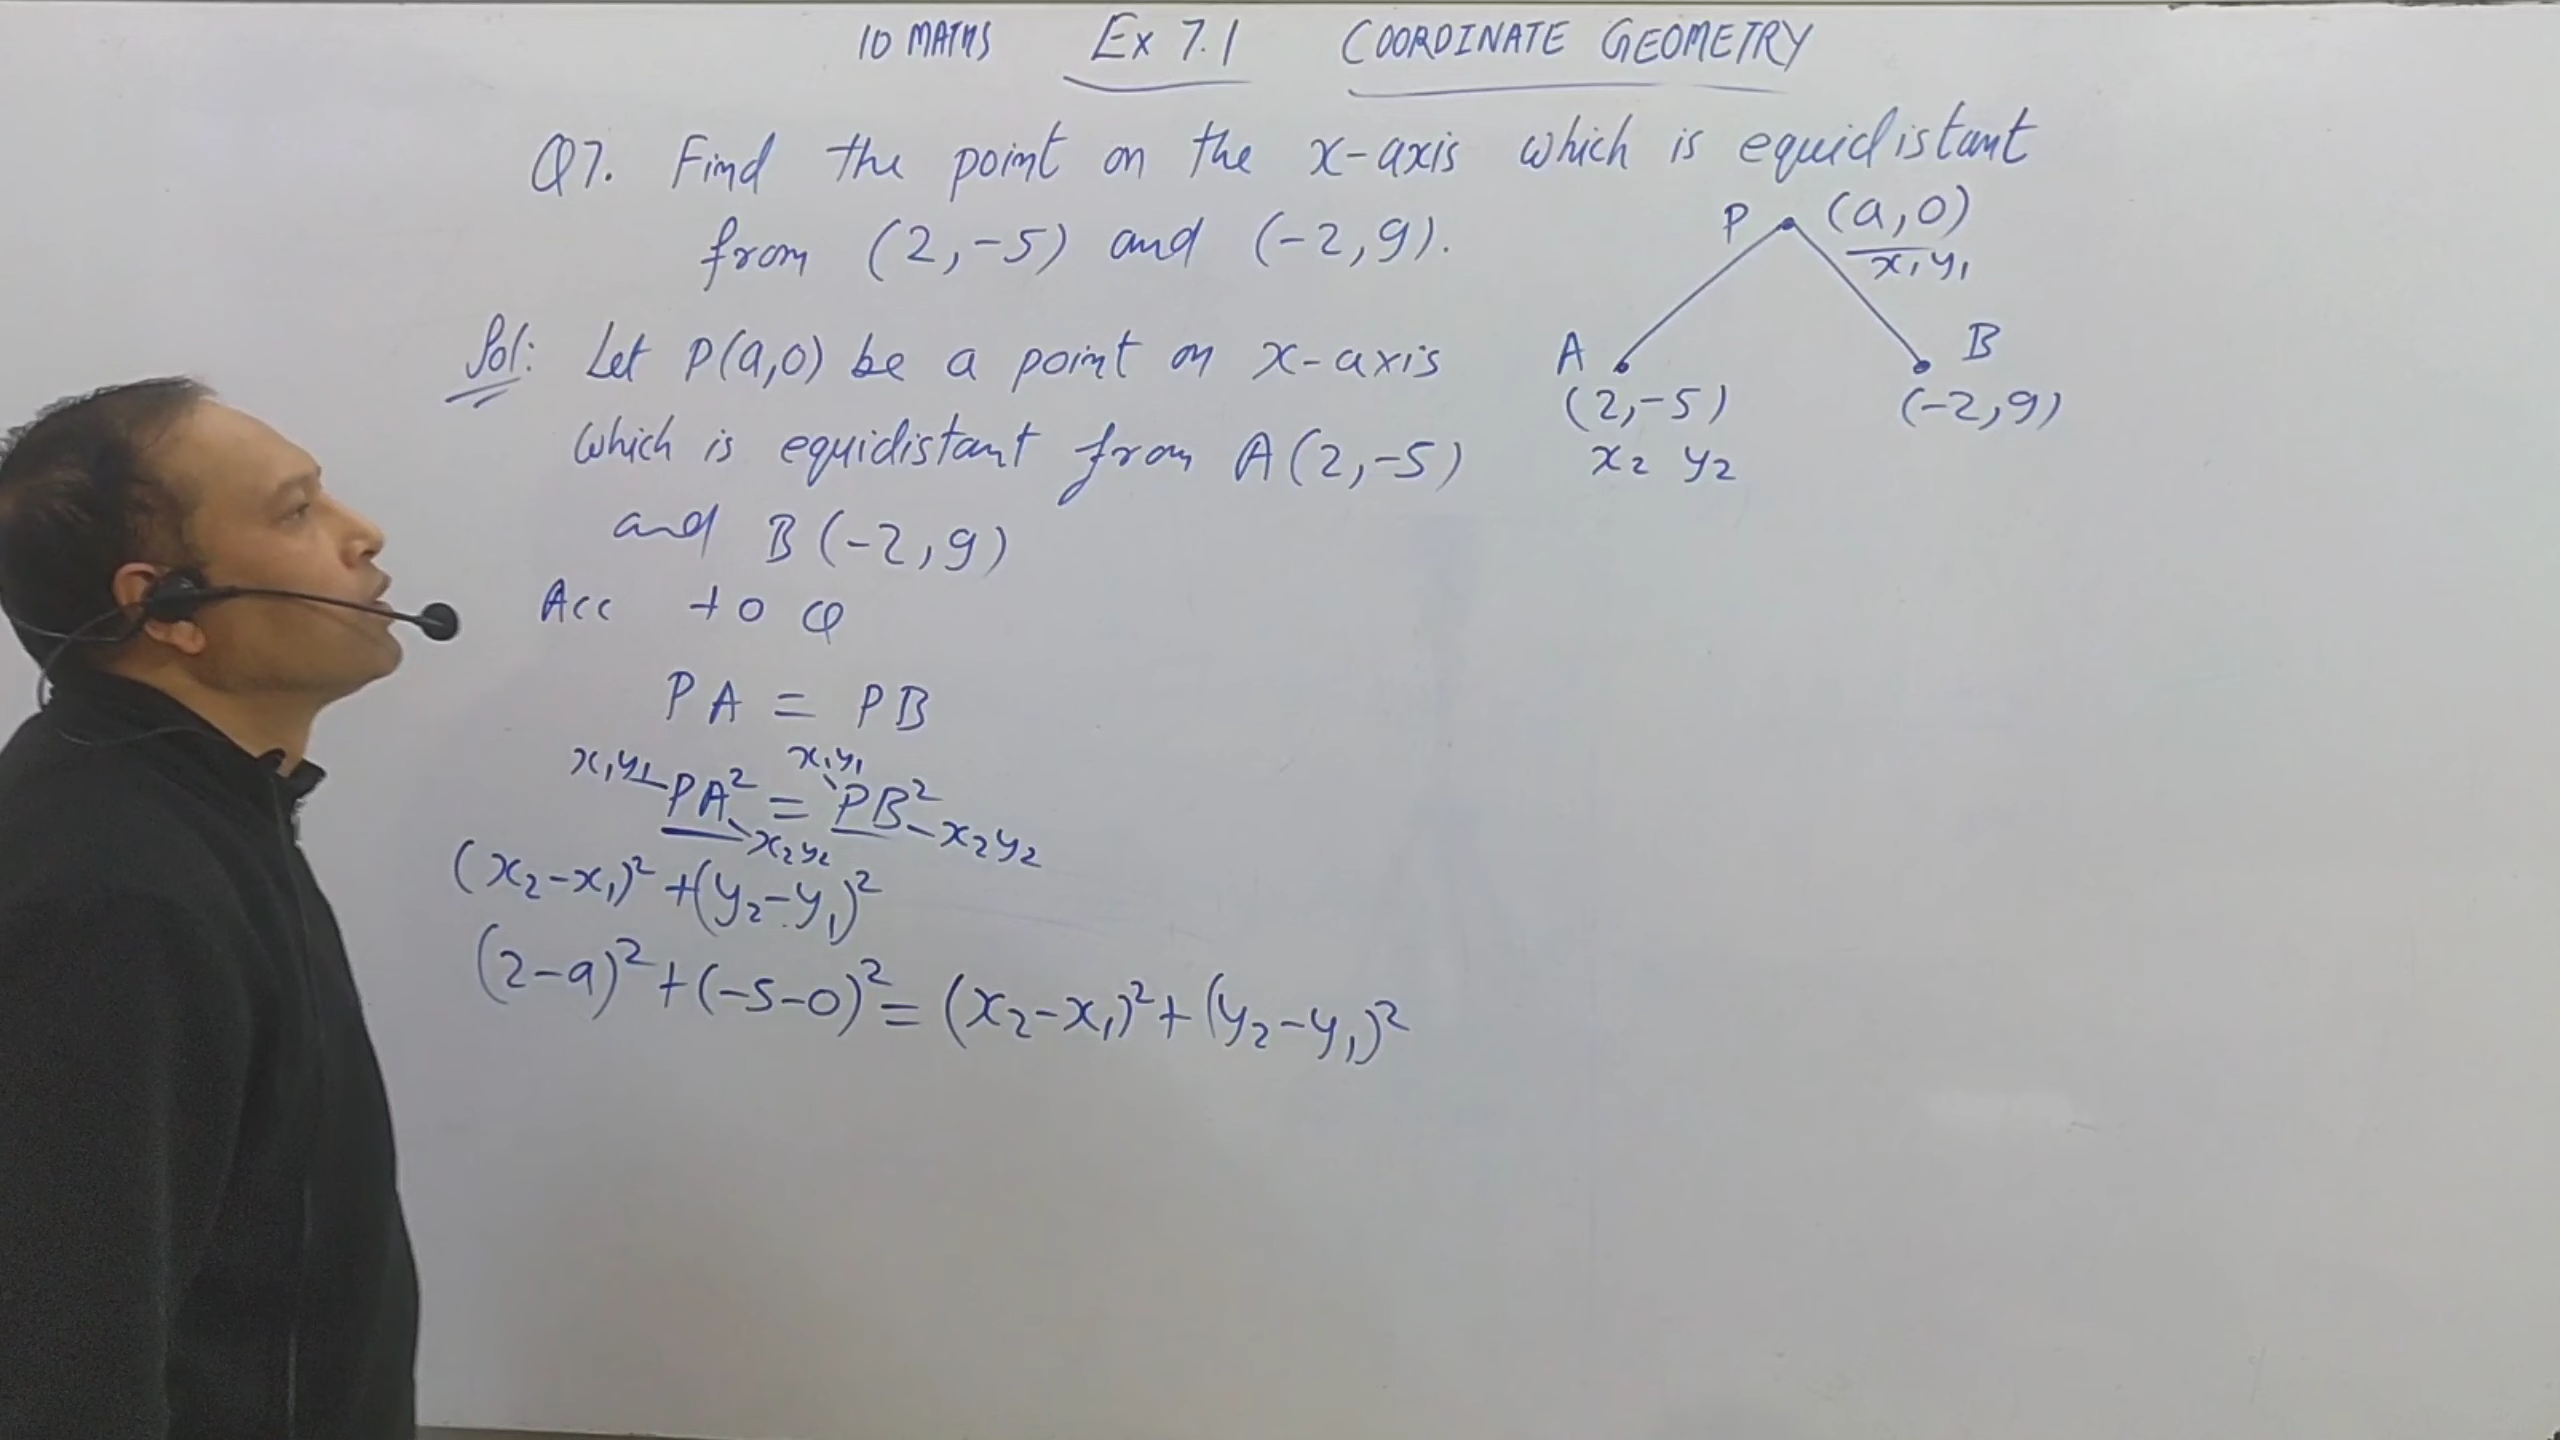 10 MATHS Ex 7.1 COORDINATE GEOMETRY
Q7. Find the point on the x-axis which is equidistant
from (2,-5) and (-2,9).
P (a,0)
x₁ y₁
A B
(2,-5) (-2,9)
x₂ y₂
Sol: Let P(a,0) be a point on x-axis
which is equidistant from A(2,-5)
and B(-2,9)
Acc to Q
PA = PB
x₁y₁ x₁y₁
PA² = PB²
x₂y₂ x₂y₂
(x₂-x₁)² + (y₂-y₁)²
(2-a)² + (-5-0)² = (x₂-x₁)² + (y₂-y₁)²